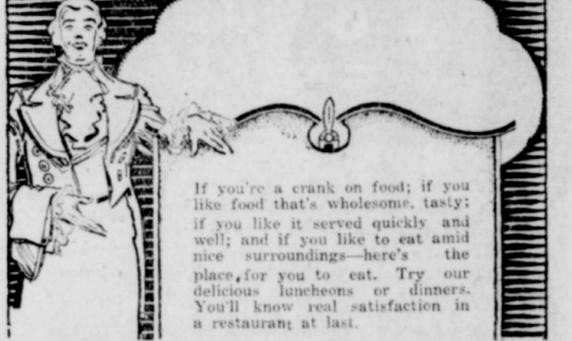 If you're a crank on food; if you
like food that's wholesome, tasty;
if you like it served quickly and
well; and if you like to eat amid
nice surroundings—here's the
place, for you to eat. Try our
delicious luncheons or dinners.
You'll know real satisfaction in
a restaurant at last.